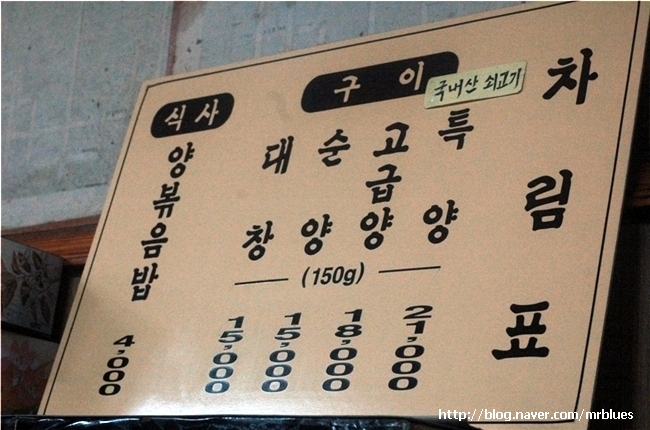 차림표
구이
국내산 쇠고기
특양 21,000
고급양 18,000
순양 15,000
대창 15,000
(150g)
식사
양볶음밥 4,000
http://blog.naver.com/mrblues